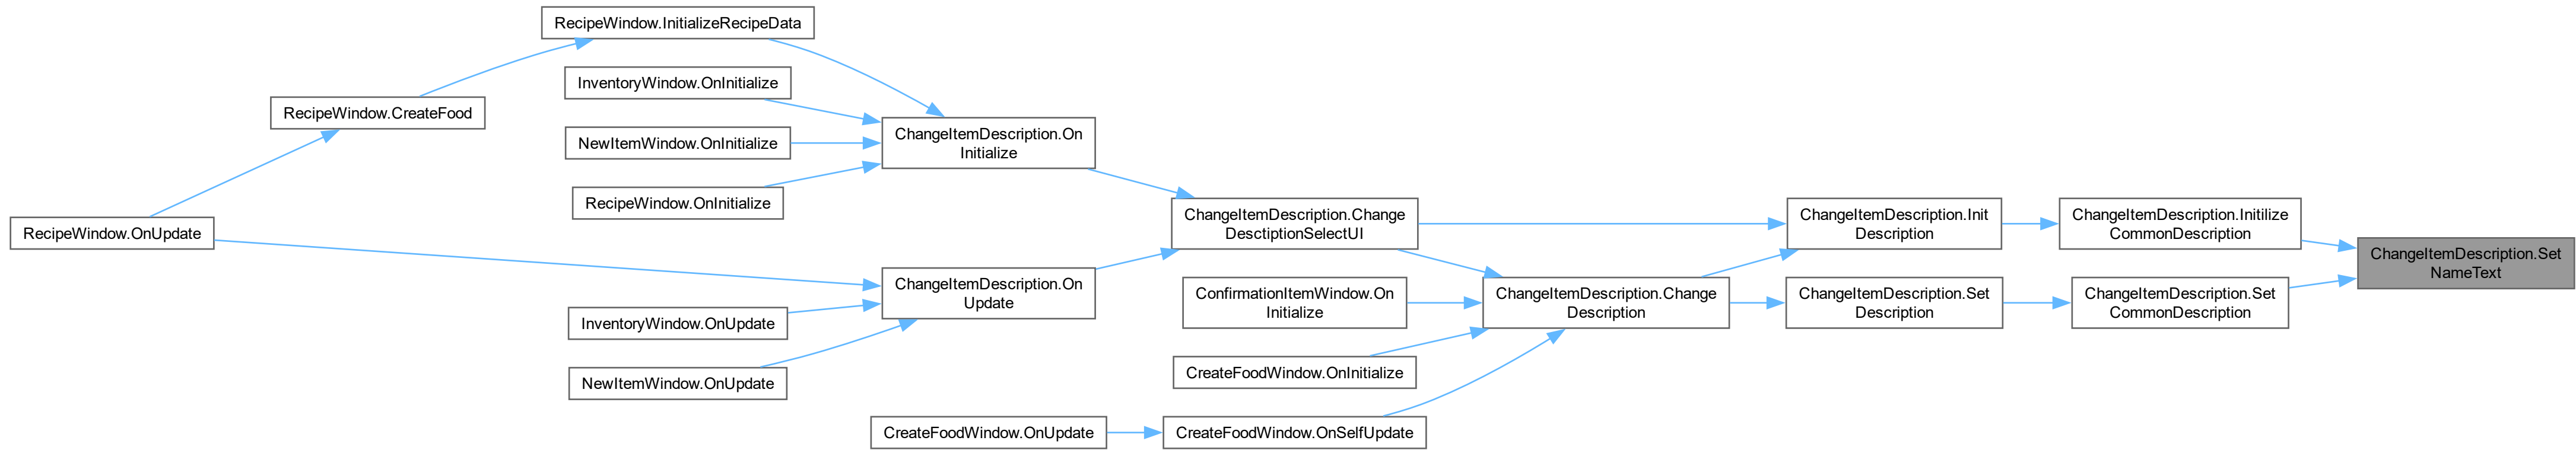 RecipeWindow.InitializeRecipeData
InventoryWindow.OnInitialize
RecipeWindow.CreateFood
ChangeItemDescription.On
Initialize
NewItemWindow.OnInitialize
RecipeWindow.OnInitialize
RecipeWindow.OnUpdate
ChangeItemDescription.Change
DesctiptionSelectUI
ChangeItemDescription.Init
Description
ChangeItemDescription.Initilize
CommonDescription
ChangeItemDescription.Set
NameText
ChangeItemDescription.On
Update
ConfirmationItemWindow.On
Initialize
ChangeItemDescription.Change
Description
ChangeItemDescription.Set
Description
ChangeItemDescription.Set
CommonDescription
InventoryWindow.OnUpdate
NewItemWindow.OnUpdate
CreateFoodWindow.OnInitialize
CreateFoodWindow.OnUpdate
CreateFoodWindow.OnSelfUpdate